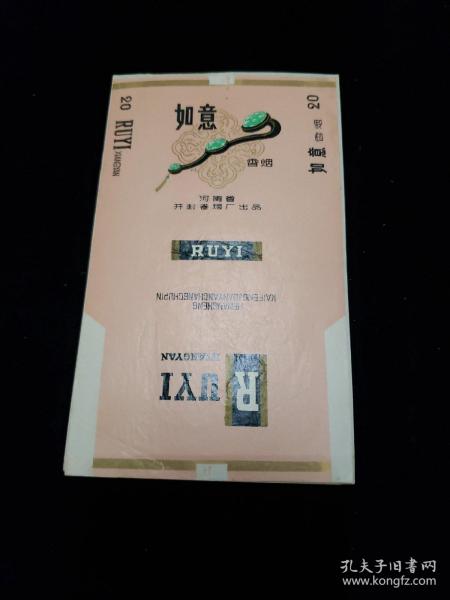 如意
香烟
河南省
开封卷烟厂出品
RUYI
HENANSHENG
KAIFENGJUANYANCHANGCHUPIN
RUYI
XIANGYAN
20 RUYI XIANGYAN
如意 香烟 20
孔夫子旧书网
www.kongfz.com